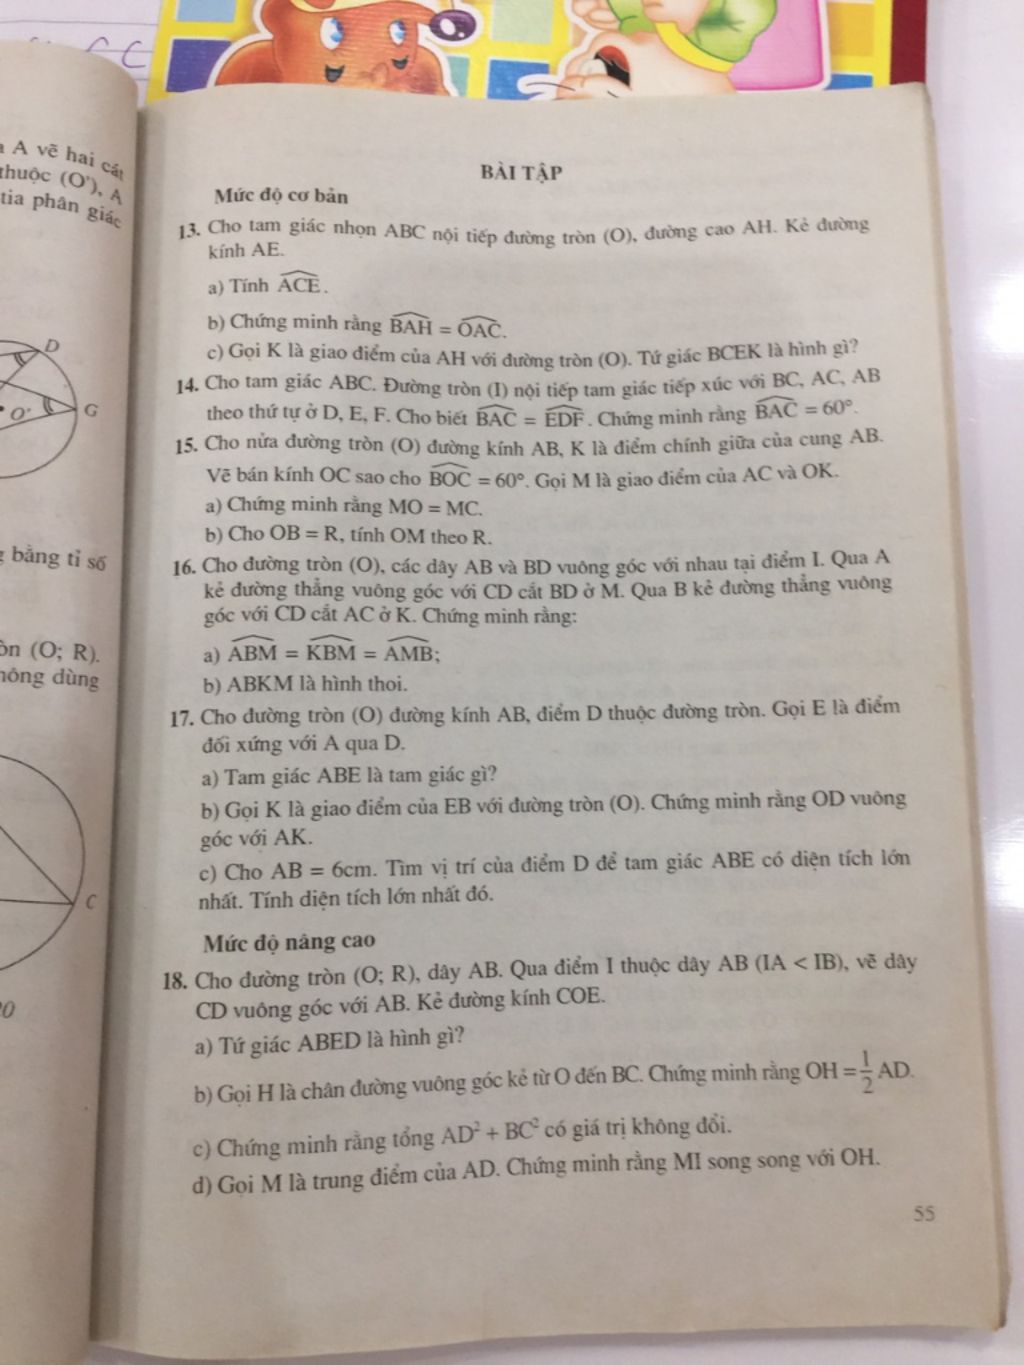 A vẽ hai cát
thuộc (O'), A
tia phân giác
D
O'
G
bằng tỉ số
(O; R).
dùng
C
BÀI TẬP
Mức độ cơ bản
13. Cho tam giác nhọn ABC nội tiếp đường tròn (O), đường cao AH. Kẻ đường
kính AE.
a) Tính ACE.
b) Chứng minh rằng BAH = OAC.
c) Gọi K là giao điểm của AH với đường tròn (O). Tứ giác BCEK là hình gì?
14. Cho tam giác ABC. Đường tròn (I) nội tiếp tam giác tiếp xúc với BC, AC, AB
theo thứ tự ở D, E, F. Cho biết BAC = EDF. Chứng minh rằng BAC = 60°.
15. Cho nửa đường tròn (O) đường kính AB, K là điểm chính giữa của cung AB.
Vẽ bán kính OC sao cho BOC = 60°. Gọi M là giao điểm của AC và OK.
a) Chứng minh rằng MO = MC.
b) Cho OB = R, tính OM theo R.
16. Cho đường tròn (O), các dây AB và BD vuông góc với nhau tại điểm I. Qua A
kẻ đường thẳng vuông góc với CD cắt BD ở M. Qua B kẻ đường thẳng vuông
góc với CD cắt AC ở K. Chứng minh rằng:
a) ABM = KBM = AMB;
b) ABKM là hình thoi.
17. Cho đường tròn (O) đường kính AB, điểm D thuộc đường tròn. Gọi E là điểm
đối xứng với A qua D.
a) Tam giác ABE là tam giác gì?
b) Gọi K là giao điểm của EB với đường tròn (O). Chứng minh rằng OD vuông
góc với AK.
c) Cho AB = 6cm. Tìm vị trí của điểm D để tam giác ABE có diện tích lớn
nhất. Tính diện tích lớn nhất đó.
Mức độ nâng cao
18. Cho đường tròn (O; R), dây AB. Qua điểm I thuộc dây AB (IA < IB), vẽ dây
CD vuông góc với AB. Kẻ đường kính COE.
a) Tứ giác ABED là hình gì?
b) Gọi H là chân đường vuông góc kẻ từ O đến BC. Chứng minh rằng OH = 1/2 AD.
c) Chứng minh rằng tổng AD² + BC² có giá trị không đổi.
d) Gọi M là trung điểm của AD. Chứng minh rằng MI song song với OH.
55